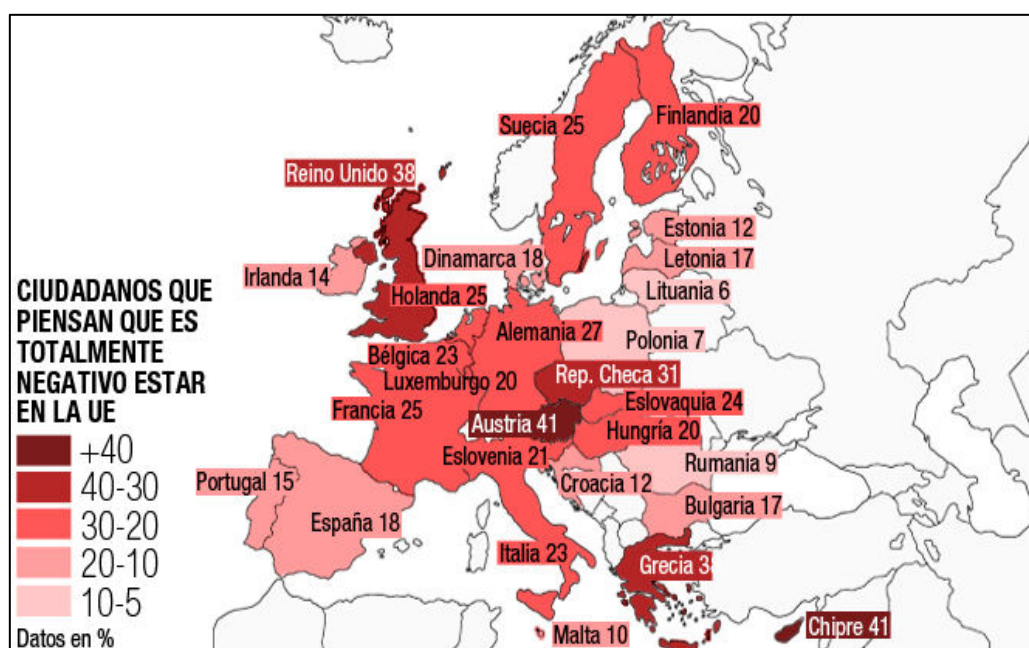 Suecia 25
Finlandia 20
Reino Unido 38
Estonia 12
Dinamarca 18
Letonia 17
Irlanda 14
Lituania 6
Holanda 25
Alemania 27
Polonia 7
Bélgica 23
Rep. Checa 31
Luxemburgo 20
Eslovaquia 24
Francia 25
Austria 41
Hungría 20
Eslovenia 21
Rumania 9
Portugal 15
Croacia 12
Bulgaria 17
España 18
Italia 23
Grecia
Malta 10
Chipre 41
CIUDADANOS QUE
PIENSAN QUE ES
TOTALMENTE
NEGATIVO ESTAR
EN LA UE
+40
40-30
30-20
20-10
10-5
Datos en %